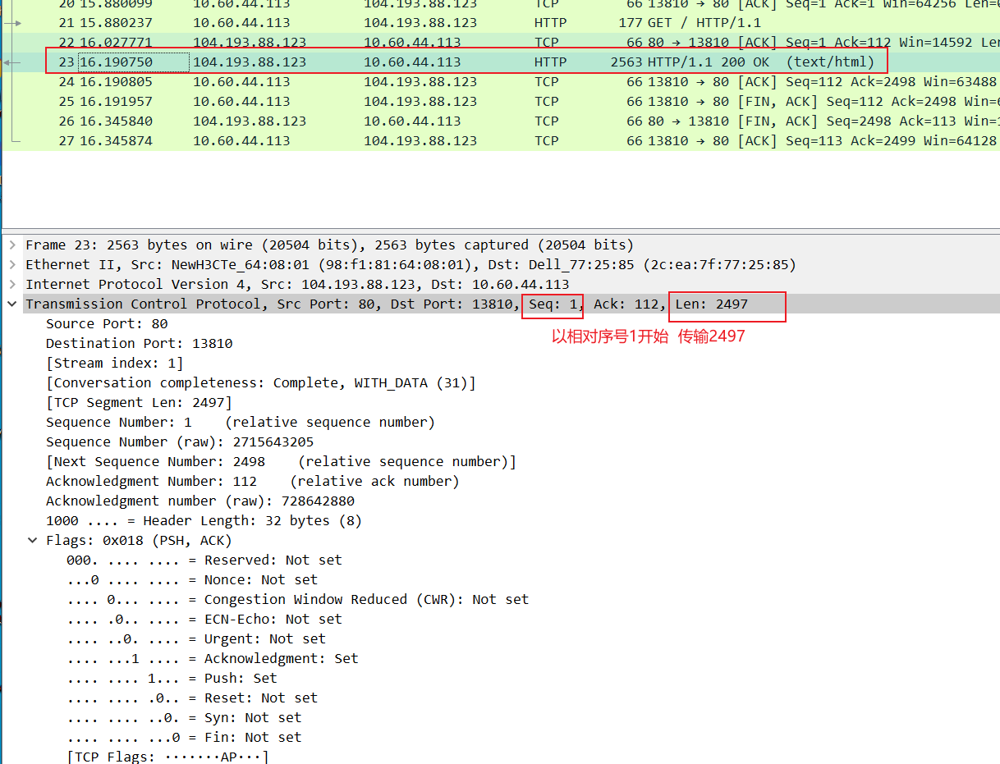 20 15.880099 10.60.44.113 104.193.88.123 TCP 66 13810 → 80 [ACK] Seq=1 Ack=1 Win=64256
21 15.880237 10.60.44.113 104.193.88.123 HTTP 177 GET / HTTP/1.1
22 16.027771 104.193.88.123 10.60.44.113 TCP 66 80 → 13810 [ACK] Seq=1 Ack=112 Win=14592 Len
23 16.190750 104.193.88.123 10.60.44.113 HTTP 2563 HTTP/1.1 200 OK (text/html)
24 16.190805 10.60.44.113 104.193.88.123 TCP 66 13810 → 80 [ACK] Seq=112 Ack=2498 Win=63488
25 16.191957 10.60.44.113 104.193.88.123 TCP 66 13810 → 80 [FIN, ACK] Seq=112 Ack=2498
26 16.345840 104.193.88.123 10.60.44.113 TCP 66 80 → 13810 [FIN, ACK] Seq=2498 Ack=113
27 16.345874 10.60.44.113 104.193.88.123 TCP 66 13810 → 80 [ACK] Seq=113 Ack=2499 Win=64128
Frame 23: 2563 bytes on wire (20504 bits), 2563 bytes captured (20504 bits)
Ethernet II, Src: NewH3CTe_64:08:01 (98:f1:81:64:08:01), Dst: Dell_77:25:85 (2c:ea:7f:77:25:85)
Internet Protocol Version 4, Src: 104.193.88.123, Dst: 10.60.44.113
Transmission Control Protocol, Src Port: 80, Dst Port: 13810, Seq: 1, Ack: 112, Len: 2497
以相对序号1开始 传输2497
Source Port: 80
Destination Port: 13810
[Stream index: 1]
[Conversation completeness: Complete, WITH_DATA (31)]
[TCP Segment Len: 2497]
Sequence Number: 1 (relative sequence number)
Sequence Number (raw): 2715643205
[Next Sequence Number: 2498 (relative sequence number)]
Acknowledgment Number: 112 (relative ack number)
Acknowledgment number (raw): 728642880
1000 .... = Header Length: 32 bytes (8)
Flags: 0x018 (PSH, ACK)
000. .... .... = Reserved: Not set
...0 .... .... = Nonce: Not set
.... 0... .... = Congestion Window Reduced (CWR): Not set
.... .0.. .... = ECN-Echo: Not set
.... ..0. .... = Urgent: Not set
.... ...1 .... = Acknowledgment: Set
.... .... 1... = Push: Set
.... .... .0.. = Reset: Not set
.... .... ..0. = Syn: Not set
.... .... ...0 = Fin: Not set
[TCP Flags: ·······AP···]